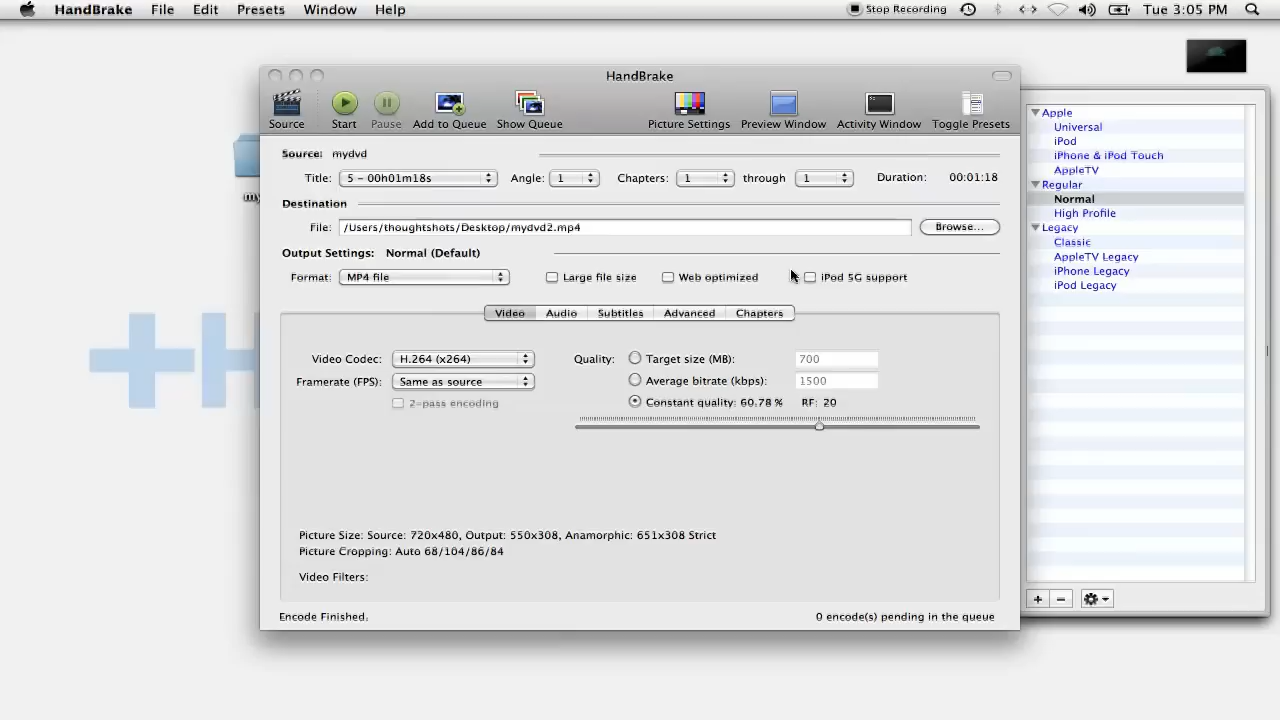 HandBrake File Edit Presets Window Help Stop Recording Tue 3:05 PM
HandBrake
Source Start Pause Add to Queue Show Queue Picture Settings Preview Window Activity Window Toggle Presets
Source: mydvd
Title: 5 - 00h01m18s Angle: 1 Chapters: 1 through 1 Duration: 00:01:18
Destination
File: /Users/thoughtshots/Desktop/mydvd2.mp4 Browse...
Output Settings: Normal (Default)
Format: MP4 file Large file size Web optimized iPod 5G support
Video Audio Subtitles Advanced Chapters
Video Codec: H.264 (x264) Quality: Target size (MB): 700
Framerate (FPS): Same as source Average bitrate (kbps): 1500
2-pass encoding Constant quality: 60.78 % RF: 20
Picture Size: Source: 720x480, Output: 550x308, Anamorphic: 651x308 Strict
Picture Cropping: Auto 68/104/86/84
Video Filters:
Encode Finished. 0 encode(s) pending in the queue
Apple
Universal
iPod
iPhone & iPod Touch
AppleTV
Regular
Normal
High Profile
Legacy
Classic
AppleTV Legacy
iPhone Legacy
iPod Legacy